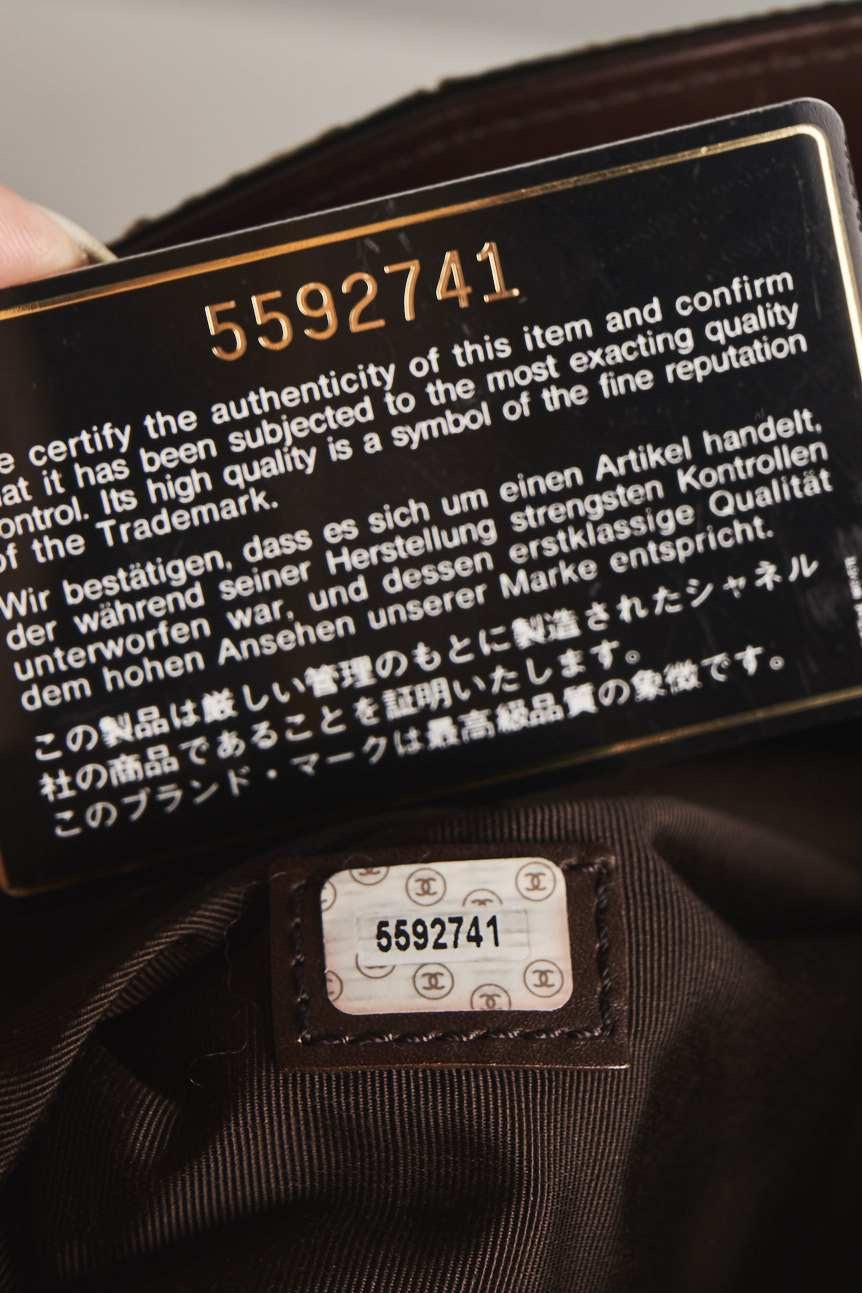 5592741
e certify the authenticity of this item and confirm
at it has been subjected to the most exacting quality
ontrol. Its high quality is a symbol of the fine reputation
of the Trademark.
Wir bestätigen, dass es sich um einen Artikel handelt,
der während seiner Herstellung strengsten Kontrollen
unterworfen war, und dessen erstklassige Qualität
dem hohen Ansehen unserer Marke entspricht.
この製品は厳しい管理のもとに製造されたシャネル
社の商品であることを証明いたします。
このブランド・マークは最高級品質の象徴です。
5592741